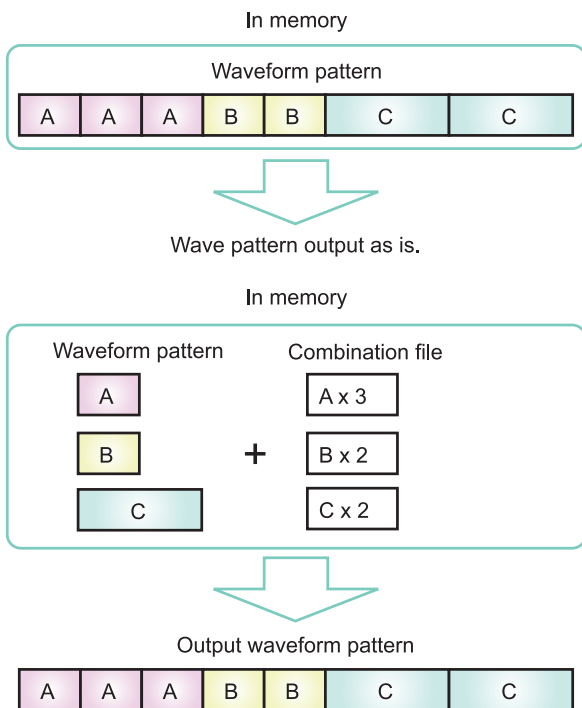 In memory
Waveform pattern
A A A B B C C
Wave pattern output as is.
In memory
Waveform pattern Combination file
A A x 3
B + B x 2
C C x 2
Output waveform pattern
A A A B B C C